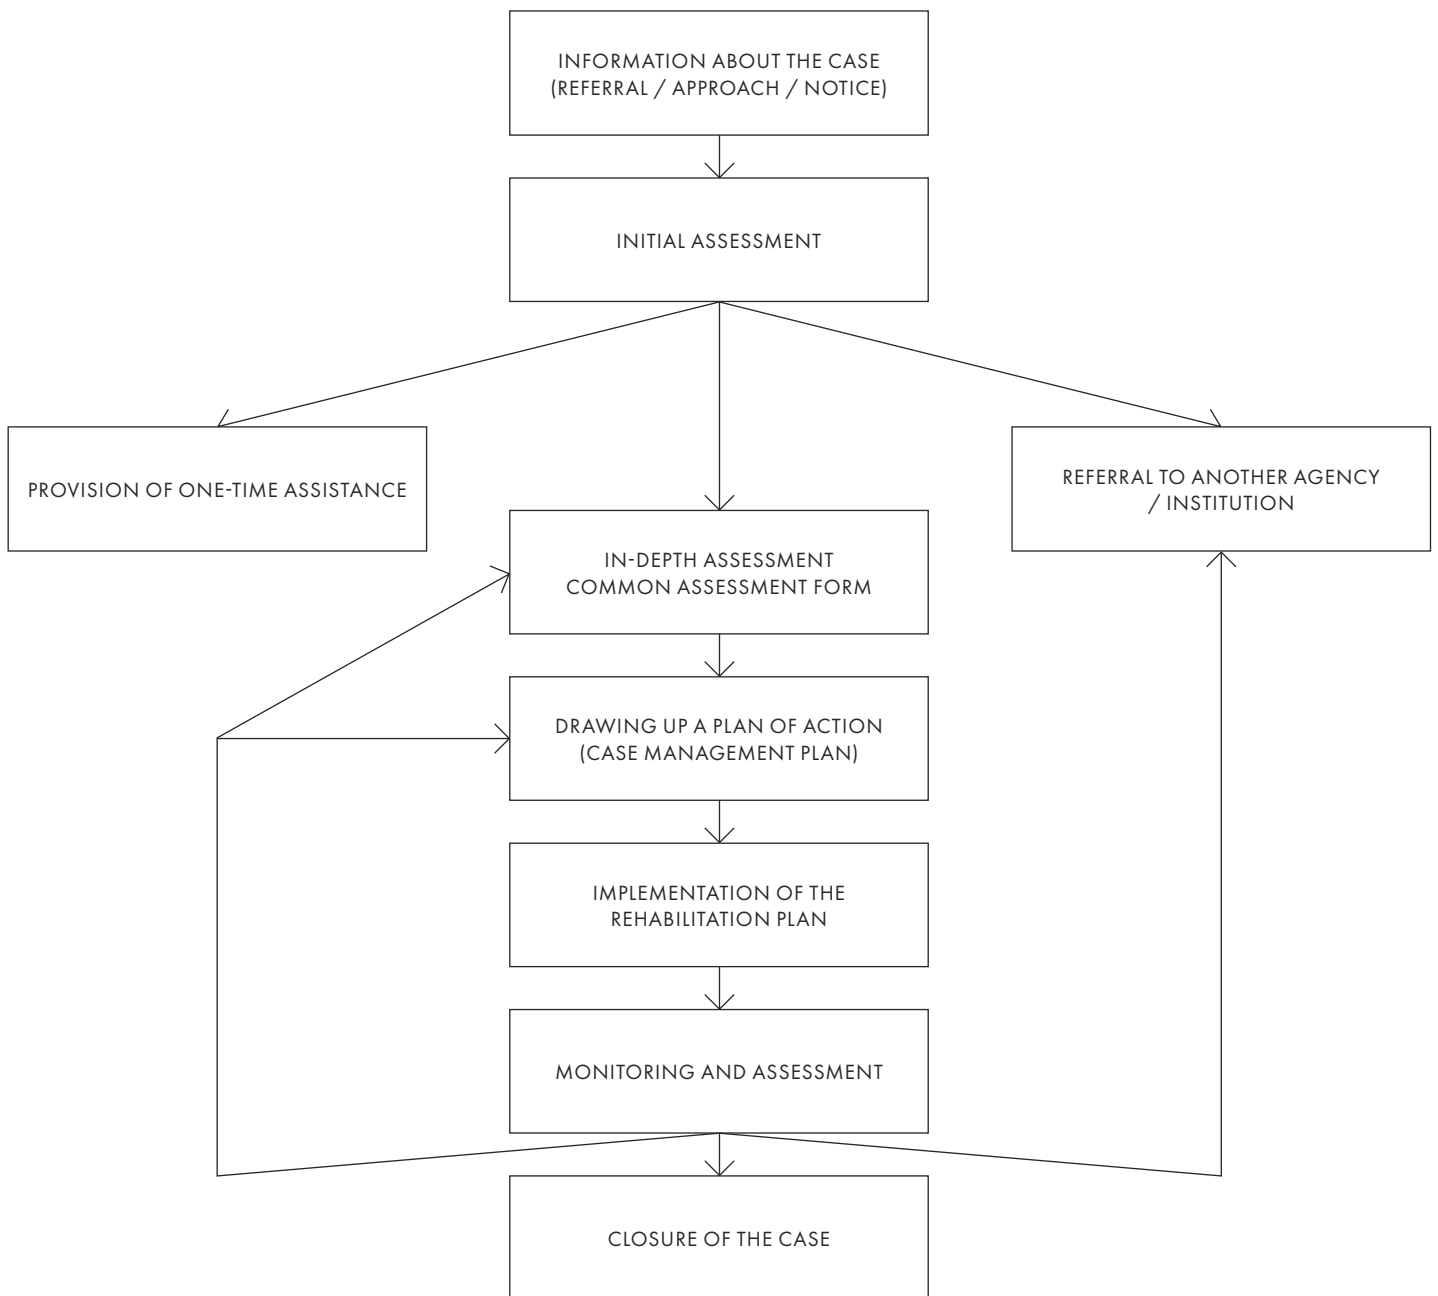 INFORMATION ABOUT THE CASE
(REFERRAL / APPROACH / NOTICE)
INITIAL ASSESSMENT
PROVISION OF ONE-TIME ASSISTANCE
REFERRAL TO ANOTHER AGENCY
/ INSTITUTION
IN-DEPTH ASSESSMENT
COMMON ASSESSMENT FORM
DRAWING UP A PLAN OF ACTION
(CASE MANAGEMENT PLAN)
IMPLEMENTATION OF THE
REHABILITATION PLAN
MONITORING AND ASSESSMENT
CLOSURE OF THE CASE